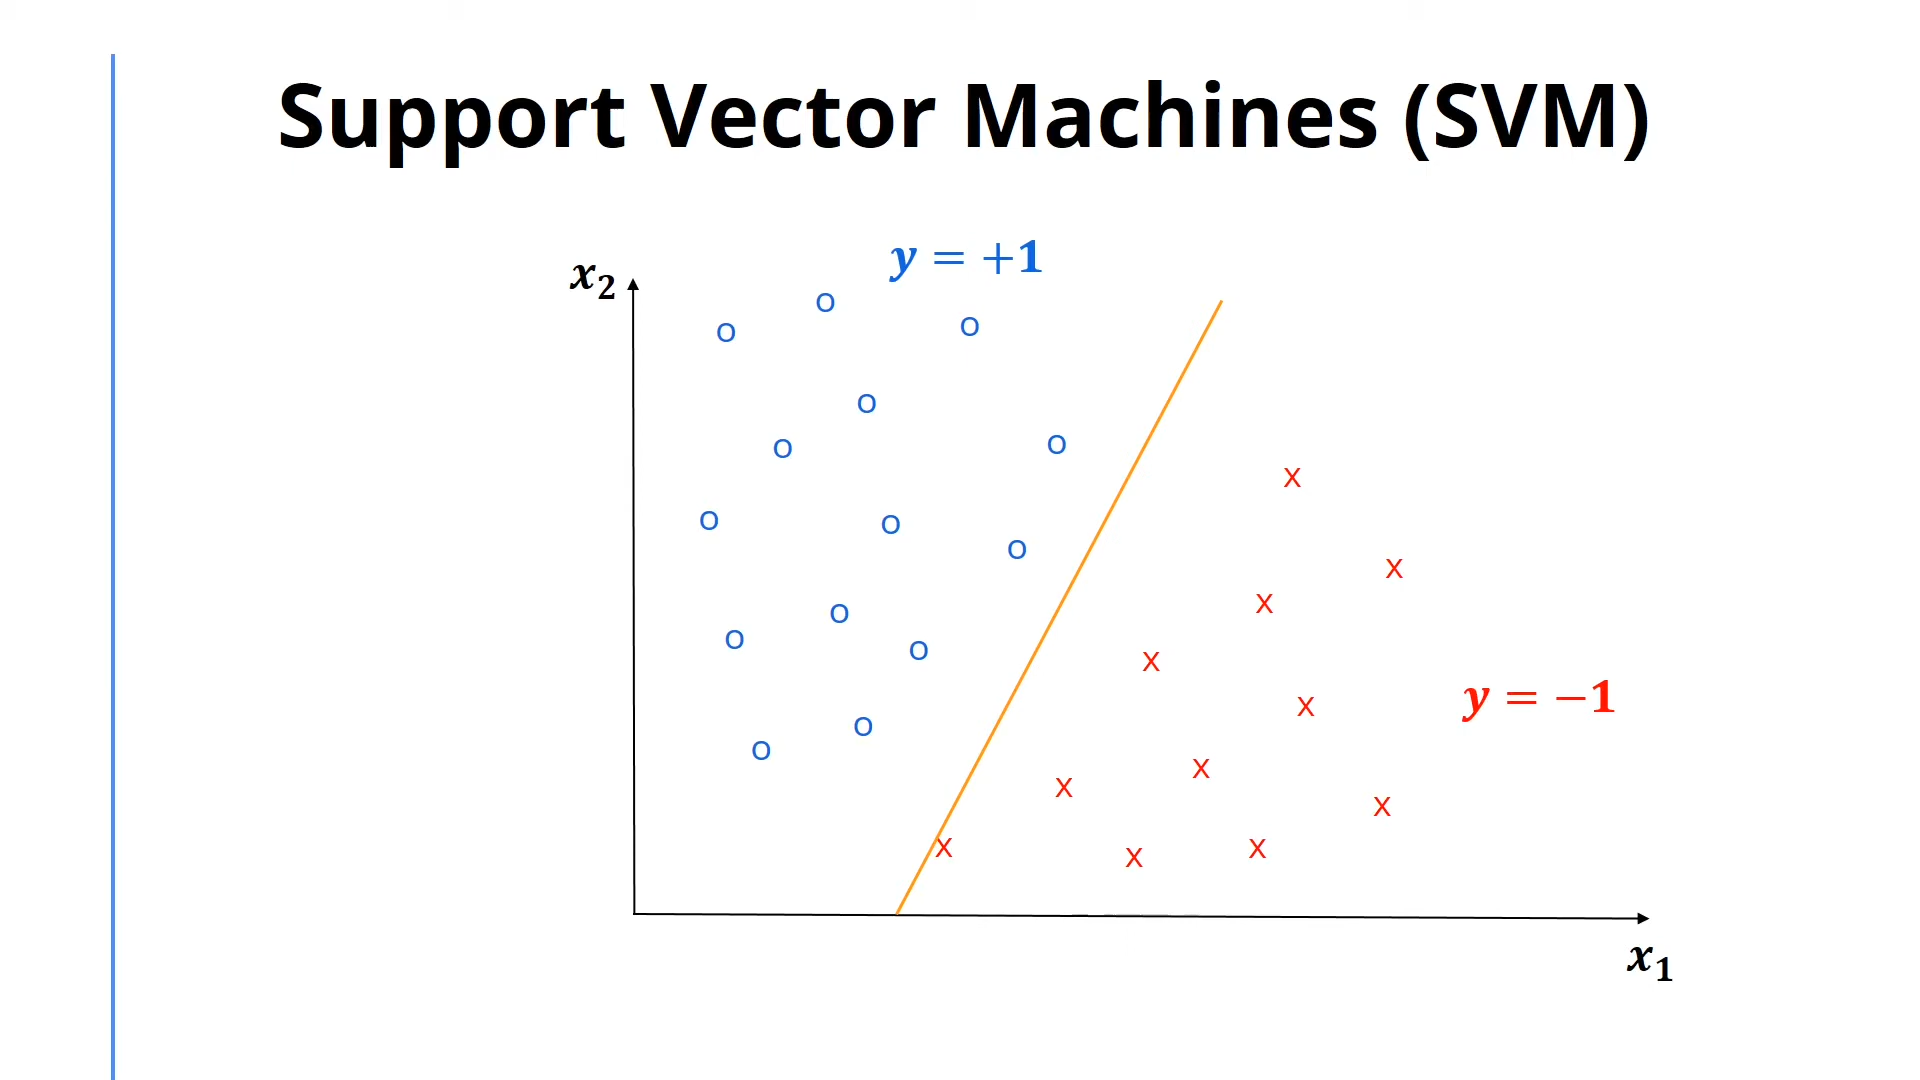 Support Vector Machines (SVM)
y = +1
x₂
y = −1
x₁